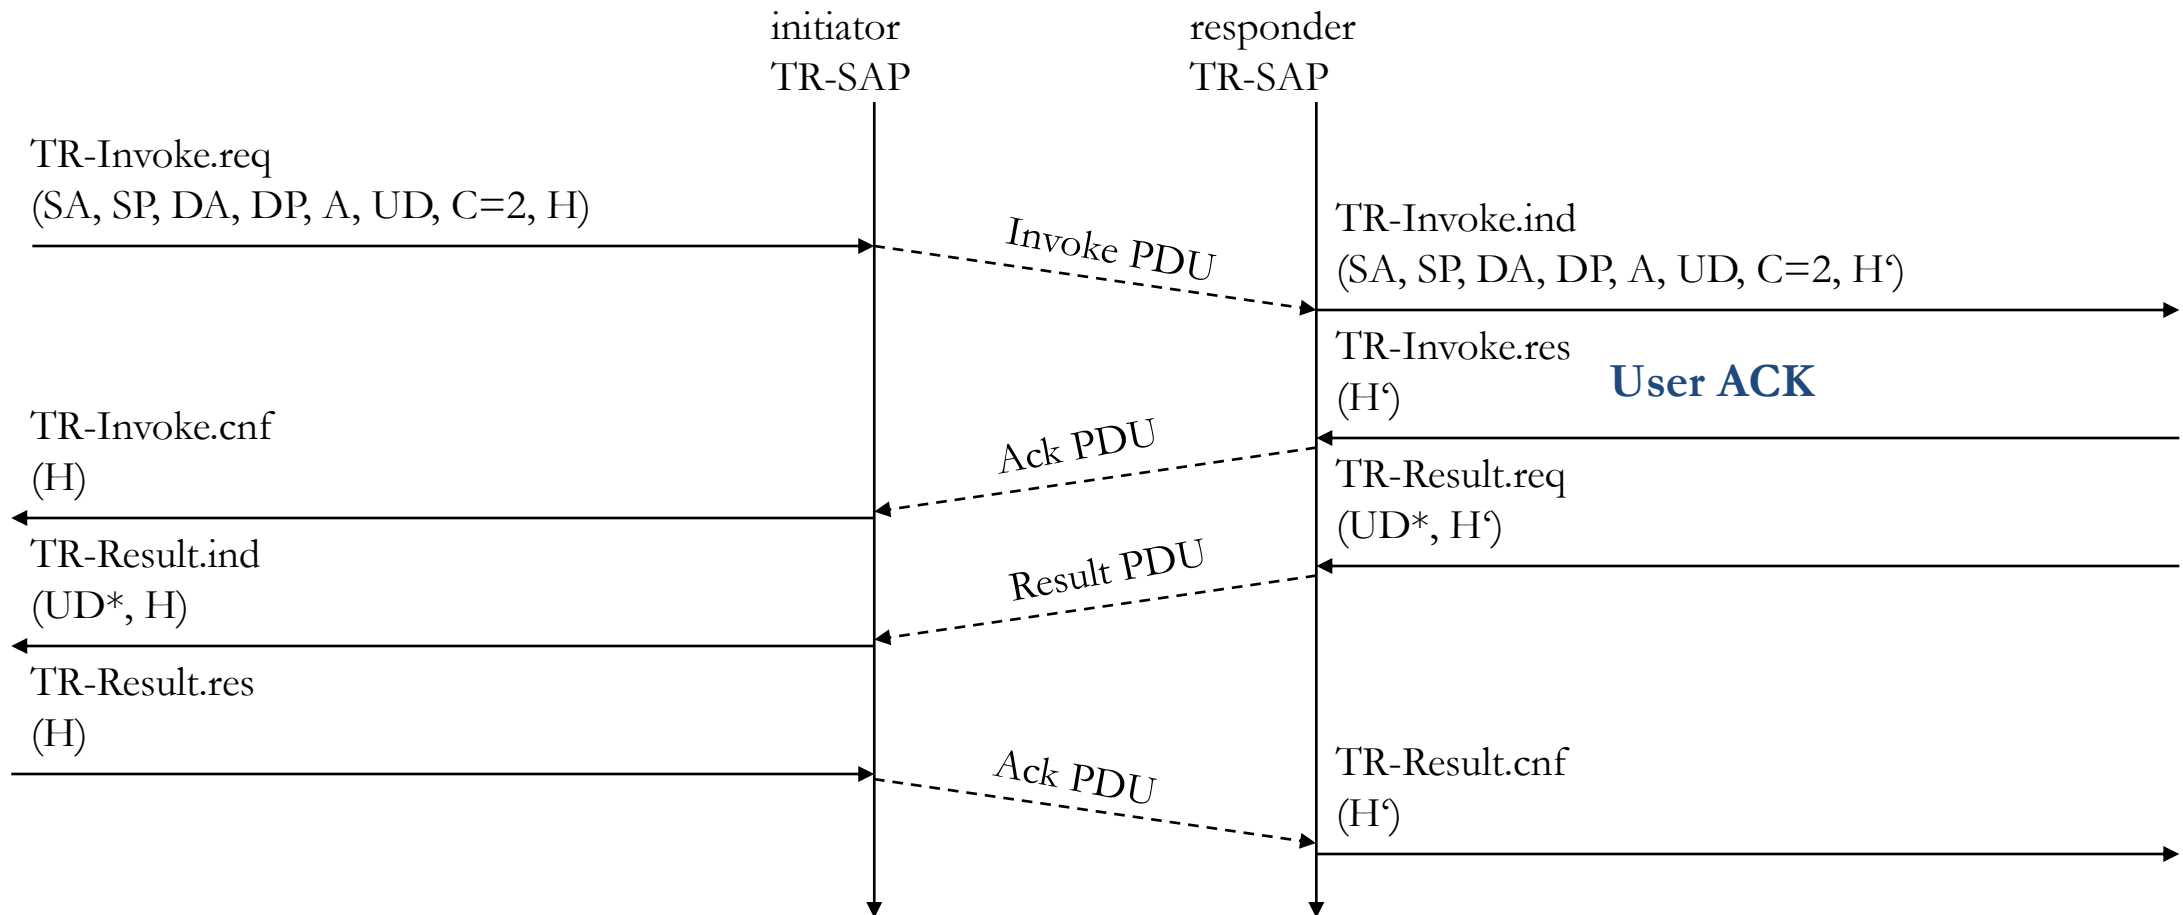 initiator
TR-SAP
responder
TR-SAP
TR-Invoke.req
(SA, SP, DA, DP, A, UD, C=2, H)
Invoke PDU
TR-Invoke.ind
(SA, SP, DA, DP, A, UD, C=2, H‘)
TR-Invoke.res
(H‘)
User ACK
TR-Invoke.cnf
(H)
Ack PDU
TR-Result.req
(UD*, H‘)
TR-Result.ind
(UD*, H)
Result PDU
TR-Result.res
(H)
Ack PDU
TR-Result.cnf
(H‘)